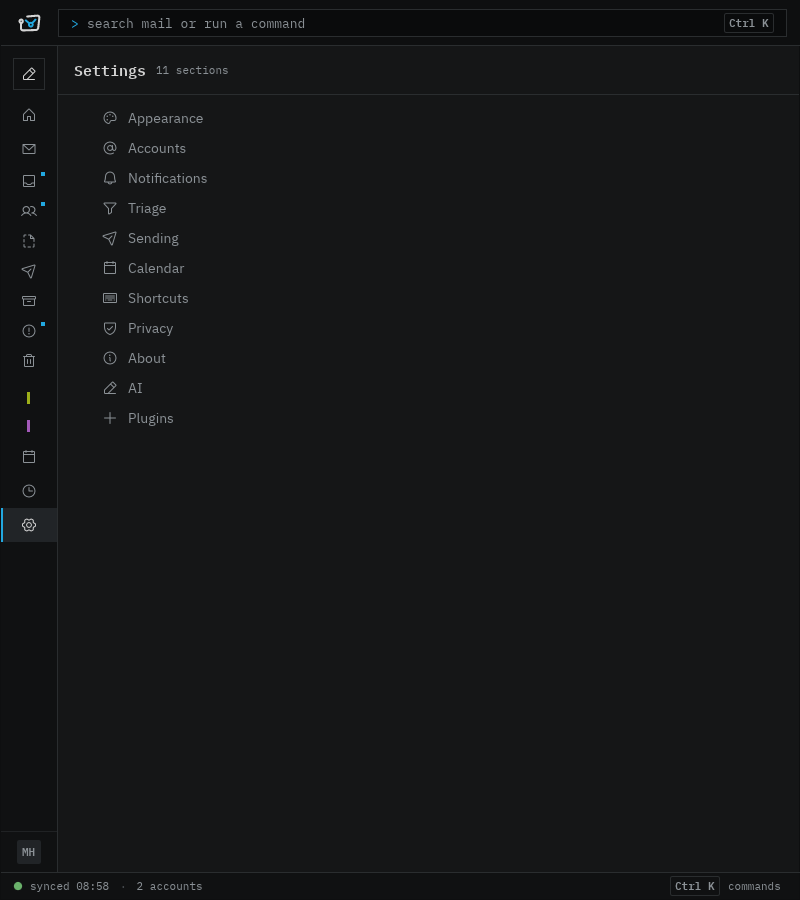 > search mail or run a command Ctrl K
Settings 11 sections
Appearance
Accounts
Notifications
Triage
Sending
Calendar
Shortcuts
Privacy
About
AI
Plugins
MH
synced 08:58 · 2 accounts Ctrl K commands